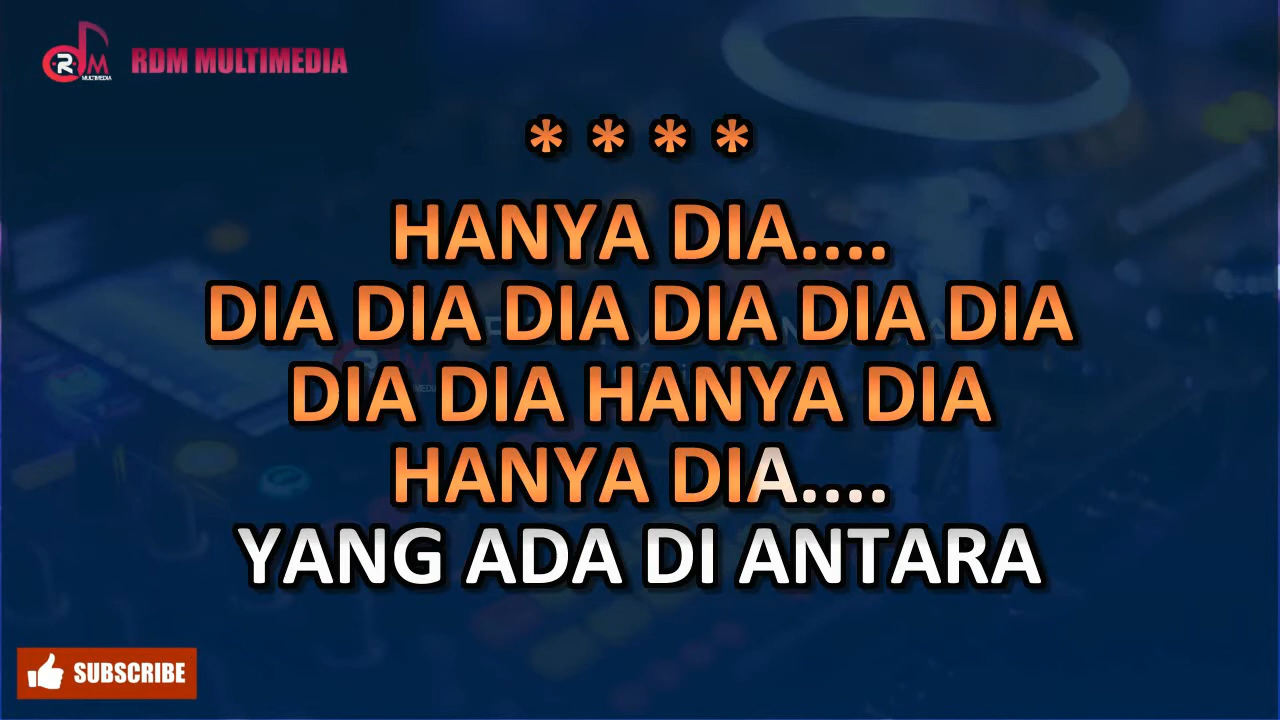 RDM MULTIMEDIA
* * * *
HANYA DIA....
DIA DIA DIA DIA DIA DIA
DIA DIA HANYA DIA
HANYA DIA....
YANG ADA DI ANTARA
SUBSCRIBE